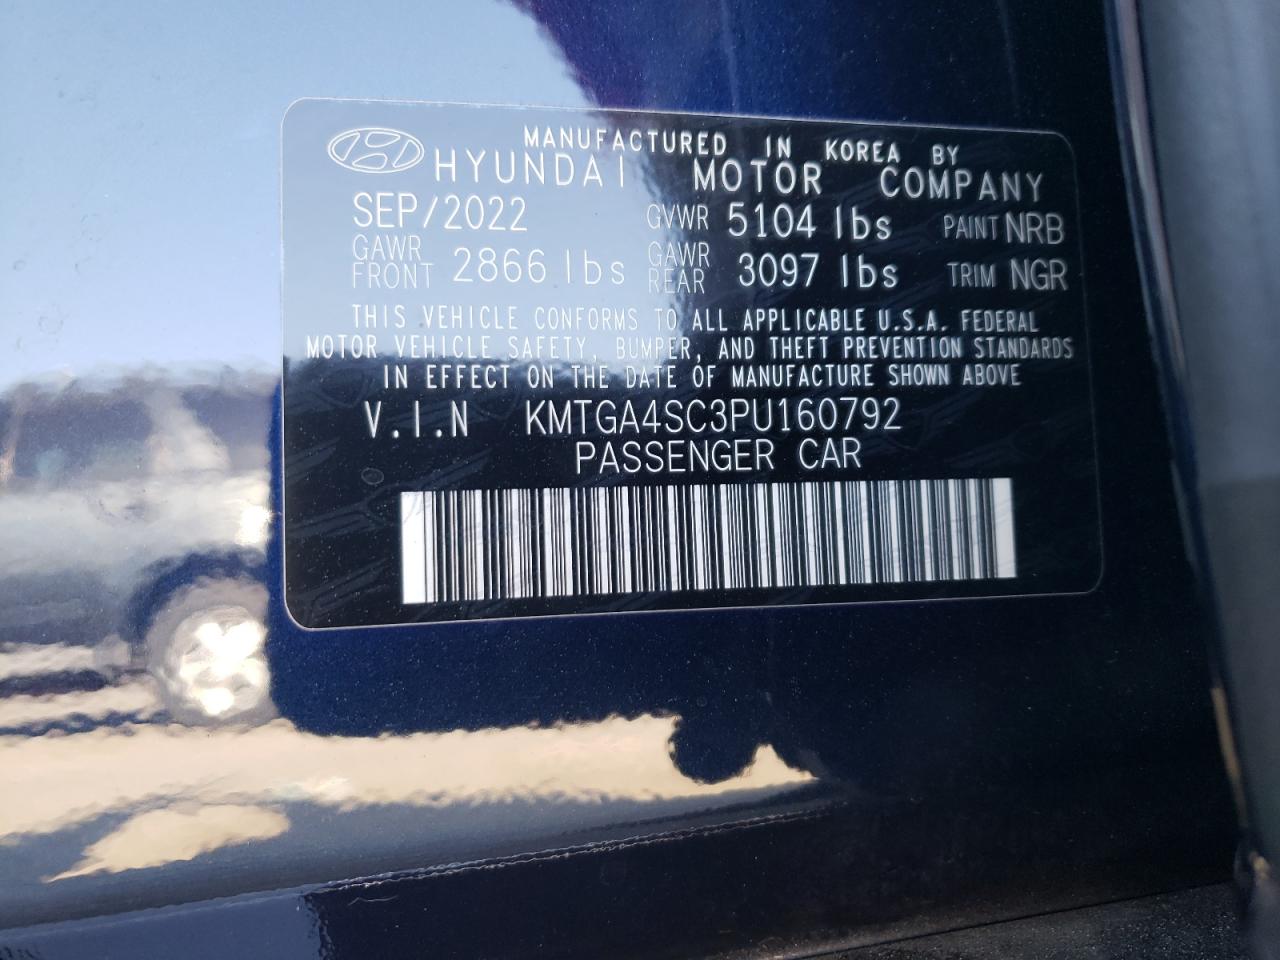 MANUFACTURED IN KOREA BY
HYUNDAI MOTOR COMPANY
SEP/2022 GVWR 5104 lbs PAINT NRB
GAWR FRONT 2866 lbs GAWR REAR 3097 lbs TRIM NGR
THIS VEHICLE CONFORMS TO ALL APPLICABLE U.S.A. FEDERAL
MOTOR VEHICLE SAFETY, BUMPER, AND THEFT PREVENTION STANDARDS
IN EFFECT ON THE DATE OF MANUFACTURE SHOWN ABOVE
V.I.N KMTGA4SC3PU160792
PASSENGER CAR